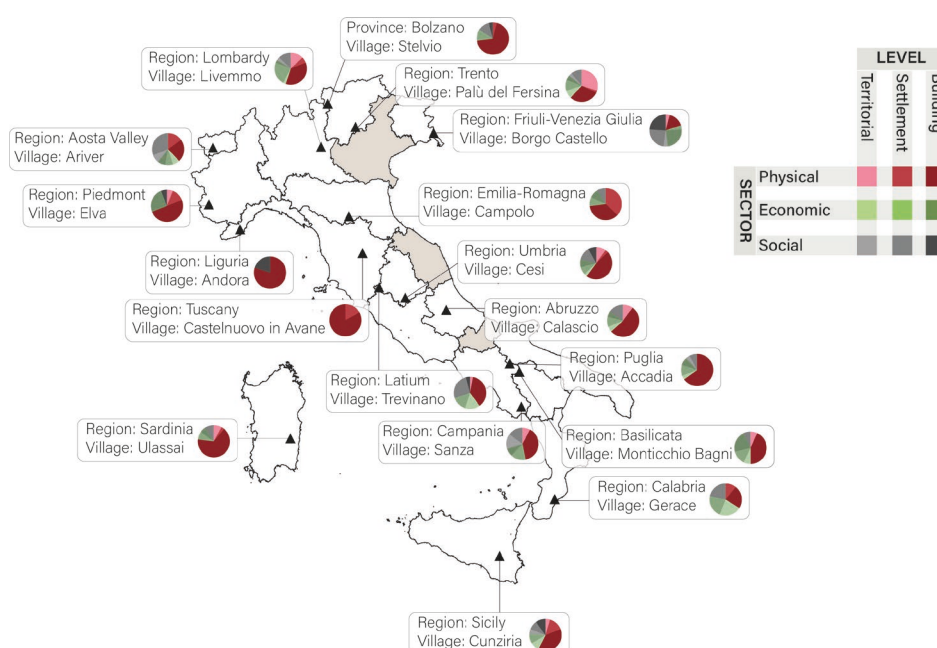 Province: Bolzano
Village: Stelvio
Region: Lombardy
Village: Livemmo
Region: Trento
Village: Palù del Fersina
Region: Friuli-Venezia Giulia
Village: Borgo Castello
Region: Aosta Valley
Village: Ariver
Region: Piedmont
Village: Elva
Region: Emilia-Romagna
Village: Campolo
Region: Liguria
Village: Andora
Region: Umbria
Village: Cesi
Region: Tuscany
Village: Castelnuovo in Avane
Region: Abruzzo
Village: Calascio
Region: Puglia
Village: Accadia
Region: Latium
Village: Trevinano
Region: Sardinia
Village: Ulassai
Region: Campania
Village: Sanza
Region: Basilicata
Village: Monticchio Bagni
Region: Calabria
Village: Gerace
Region: Sicily
Village: Cunziria
LEVEL
Territorial
Settlement
Building
SECTOR
Physical
Economic
Social